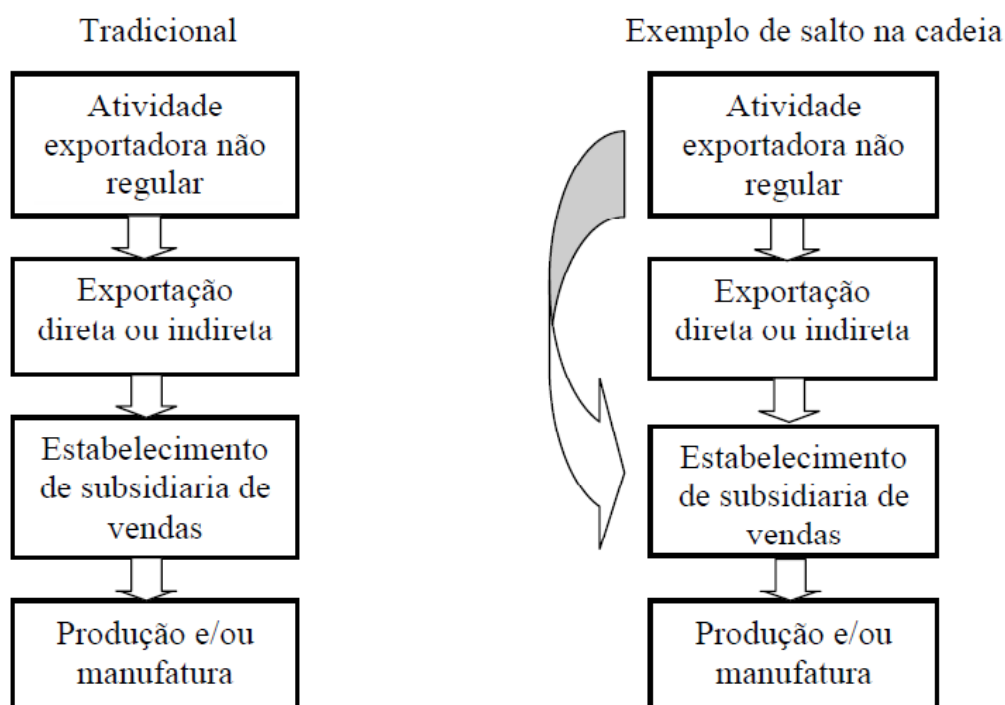 Tradicional
Atividade
exportadora não
regular
Exportação
direta ou indireta
Estabelecimento
de subsidiaria de
vendas
Produção e/ou
manufatura
Exemplo de salto na cadeia
Atividade
exportadora não
regular
Exportação
direta ou indireta
Estabelecimento
de subsidiaria de
vendas
Produção e/ou
manufatura